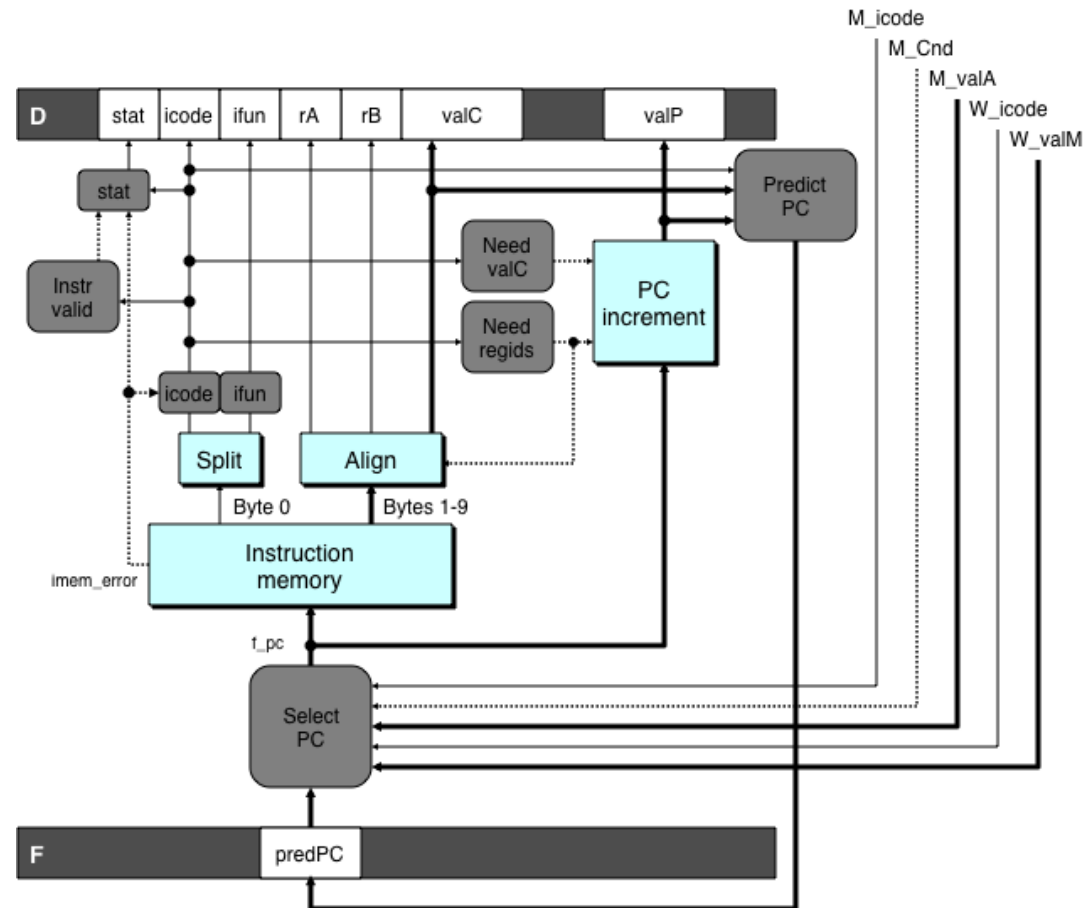 M_icode
M_Cnd
M_valA
W_icode
W_valM
D
stat
icode
ifun
rA
rB
valC
valP
stat
Predict
PC
Need
valC
Instr
valid
PC
increment
Need
regids
icode
ifun
Split
Align
Byte 0
Bytes 1-9
Instruction
memory
imem_error
f_pc
Select
PC
F
predPC